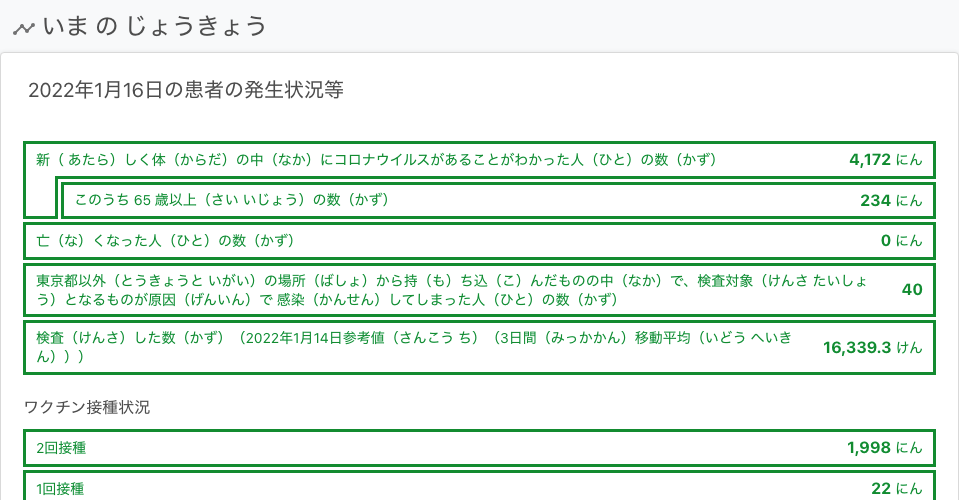 いま の じょうきょう
2022年1月16日の患者の発生状況等
新（ あたら）しく体（からだ）の中（なか）にコロナウイルスがあることがわかった人（ひと）の数（かず） 4,172 にん
このうち 65 歳以上（さい いじょう）の数（かず） 234 にん
亡（な）くなった人（ひと）の数（かず） 0 にん
東京都以外（とうきょうと いがい）の場所（ばしょ）から持（も）ち込（こ）んだものの中（なか）で、検査対象（けんさ たいしょ
う）となるものが原因（げんいん）で 感染（かんせん）してしまった人（ひと）の数（かず） 40
検査（けんさ）した数（かず）（2022年1月14日参考値（さんこう ち）（3日間（みっかかん）移動平均（いどう へいき
ん））） 16,339.3 けん
ワクチン接種状況
2回接種 1,998 にん
1回接種 22 にん